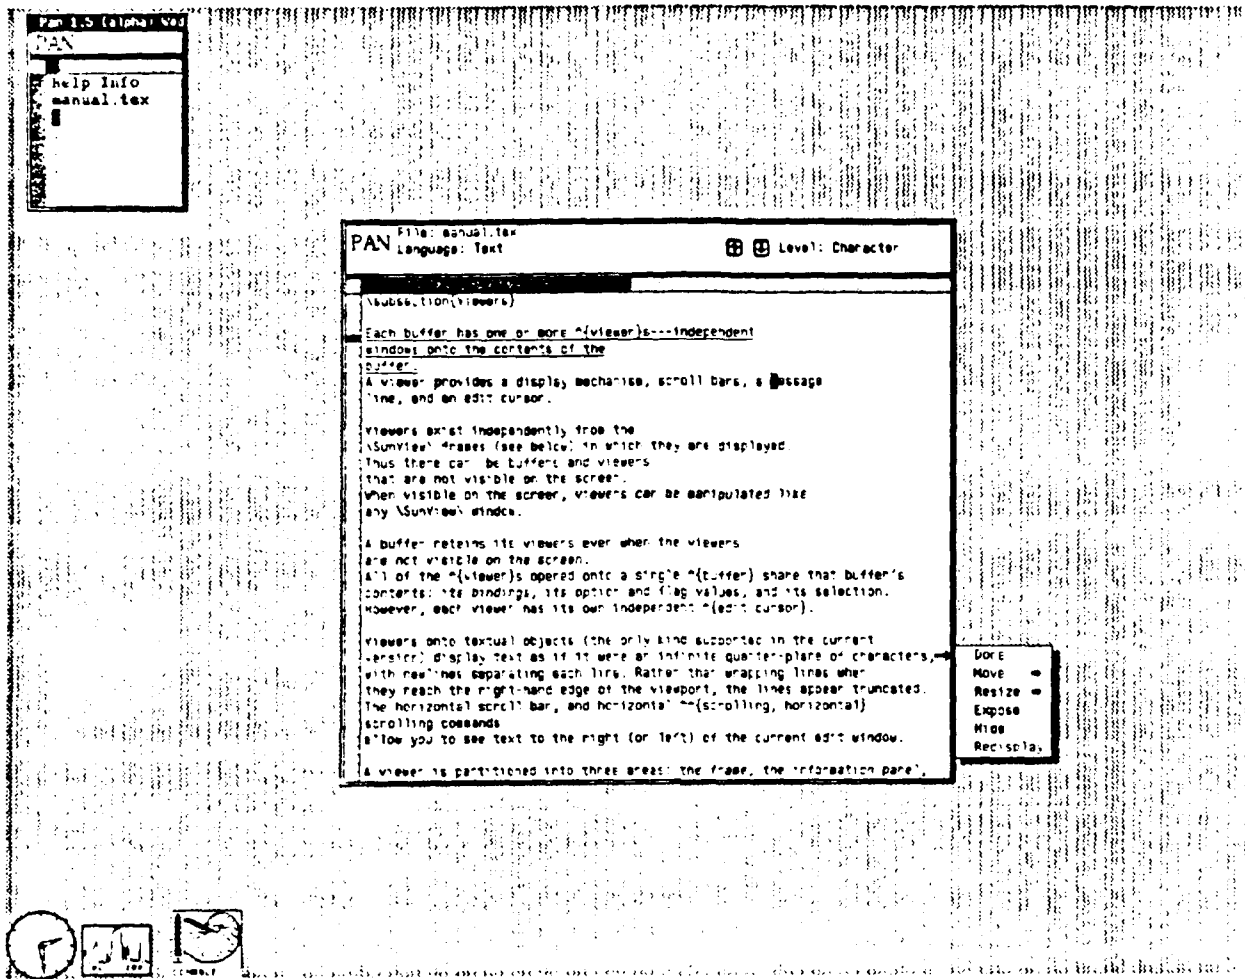 Pan 1.5 (alpha)
PAN
Help Info
manual.tex
PAN
File: manual.tex
Language: Text
Level: Character
\subsection{Viewers}
Each buffer has one or more ^{viewer}s---independent
windows onto the contents of the
buffer.
A viewer provides a display mechanism, scroll bars, a message
line, and an edit cursor.
Viewers exist independently from the
\SunView\ frames (see below) in which they are displayed.
Thus there can be buffers and viewers
that are not visible on the screen.
When visible on the screen, viewers can be manipulated like
any \SunView\ window.
A buffer retains its viewers even when the viewers
are not visible on the screen.
All of the ^{viewer}s opened onto a single ^{buffer} share that buffer's
contents: its bindings, its option and flag values, and its selection.
However, each viewer has its own independent ^{edit cursor}.
Viewers onto textual objects (the only kind supported in the current
version) display text as if it were an infinite quarter-plane of characters,
with newlines separating each line. Rather than wrapping lines when
they reach the right-hand edge of the viewport, the lines appear truncated.
The horizontal scroll bar, and horizontal ^^{scrolling, horizontal}
scrolling commands
allow you to see text to the right (or left) of the current edit window.
A viewer is partitioned into three areas: the frame, the information panel,
Done
Move
Resize
Expose
Hide
Redisplay